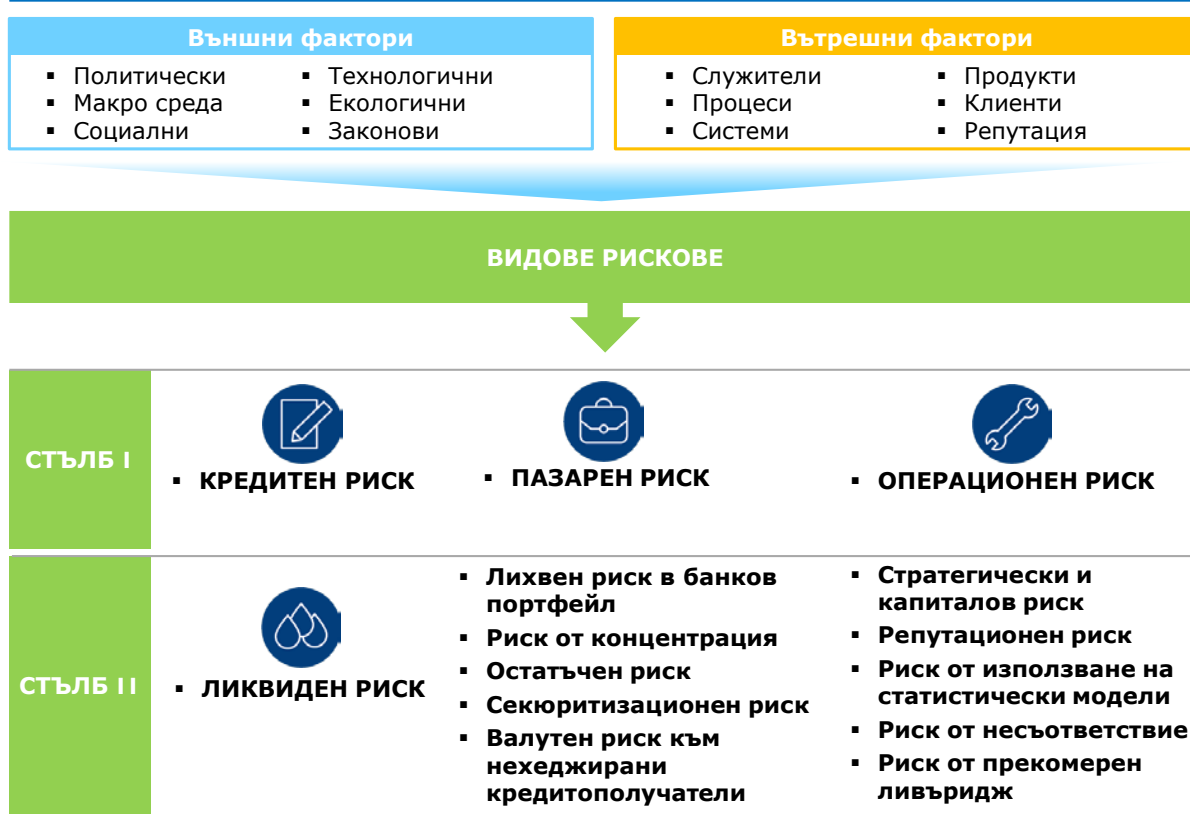 Външни фактори
▪ Политически
▪ Макро среда
▪ Социални
▪ Технологични
▪ Екологични
▪ Законови
Вътрешни фактори
▪ Служители
▪ Процеси
▪ Системи
▪ Продукти
▪ Клиенти
▪ Репутация
ВИДОВЕ РИСКОВЕ
СТЪЛБ I
▪ КРЕДИТЕН РИСК
▪ ПАЗАРЕН РИСК
▪ ОПЕРАЦИОНЕН РИСК
СТЪЛБ II
▪ ЛИКВИДЕН РИСК
▪ Лихвен риск в банков
портфейл
▪ Риск от концентрация
▪ Остатъчен риск
▪ Секюритизационен риск
▪ Валутен риск към
нехеджирани
кредитополучатели
▪ Стратегически и
капиталов риск
▪ Репутационен риск
▪ Риск от използване на
статистически модели
▪ Риск от несъответствие
▪ Риск от прекомерен
ливъридж